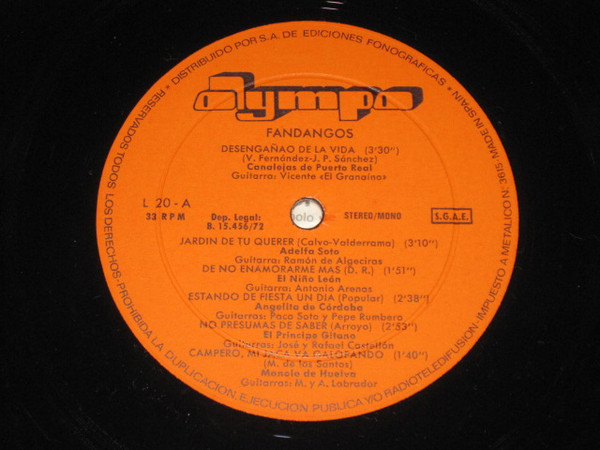 * DISTRIBUIDO POR S.A. DE EDICIONES FONOGRAFICAS * MADE IN SPAIN
IMPUESTO A METALICO N.º 3615
RESERVADOS TODOS LOS DERECHOS-PROHIBIDA LA DUPLICACION, EJECUCION PUBLICA Y/O RADIOTELEDIFUSION
olympo
FANDANGOS
DESENGAÑAO DE LA VIDA (3'30")
(V. Fernández-J. P. Sánchez)
Canalejas de Puerto Real
Guitarra: Vicente «El Granaíno»
L 20 - A
33 RPM
Dep. Legal:
B. 15.456/72
STEREO/MONO
S.G.A.E.
JARDIN DE TU QUERER (Calvo-Valderrama) (3'10")
Adelfa Soto
Guitarra: Ramón de Algeciras
DE NO ENAMORARME MAS (D. R.) (1'51")
El Niño León
Guitarra: Antonio Arenas
ESTANDO DE FIESTA UN DIA (Popular) (2'38")
Angelita de Córdoba
Guitarras: Paco Soto y Pepe Rumbero
NO PRESUMAS DE SABER (Arroyo) (2'53")
El Príncipe Gitano
Guitarras: José y Rafael Castellón
CAMPERO, MI JACA VA GALOPANDO (1'40")
(M. de los Santos)
Manolo de Huelva
Guitarras: M. y A. Labrador